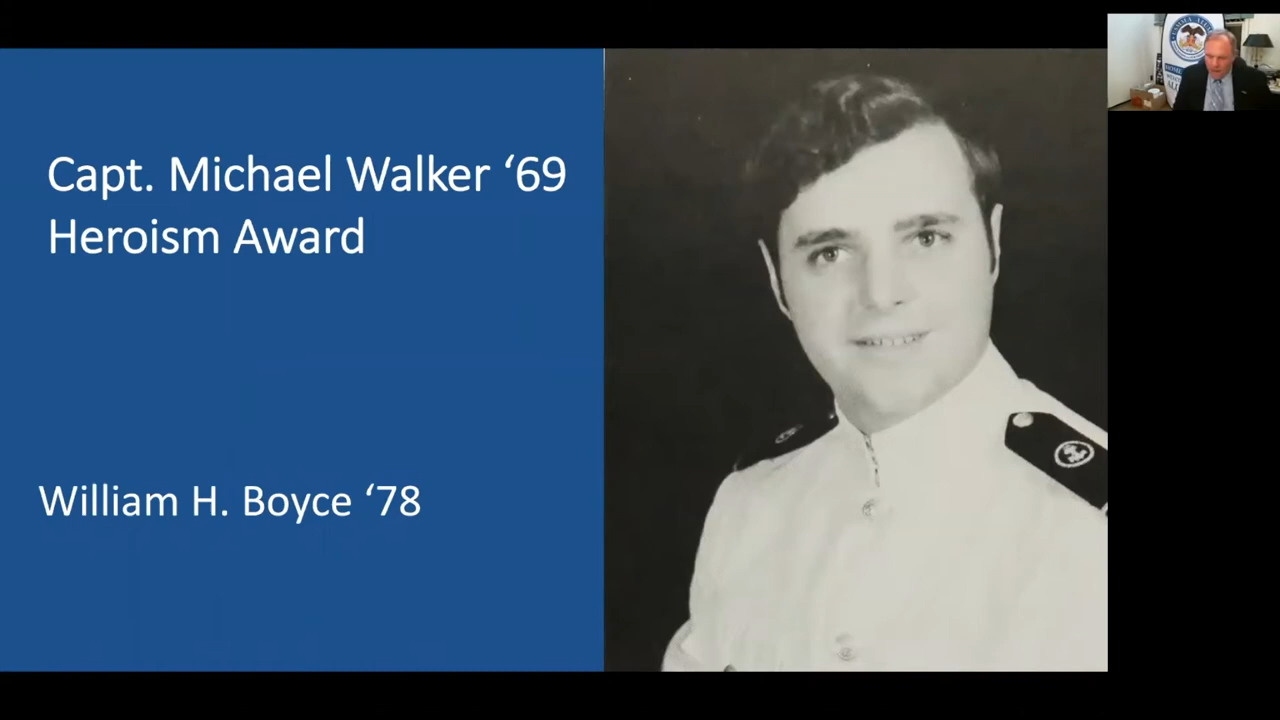 Capt. Michael Walker ‘69
Heroism Award
William H. Boyce ‘78